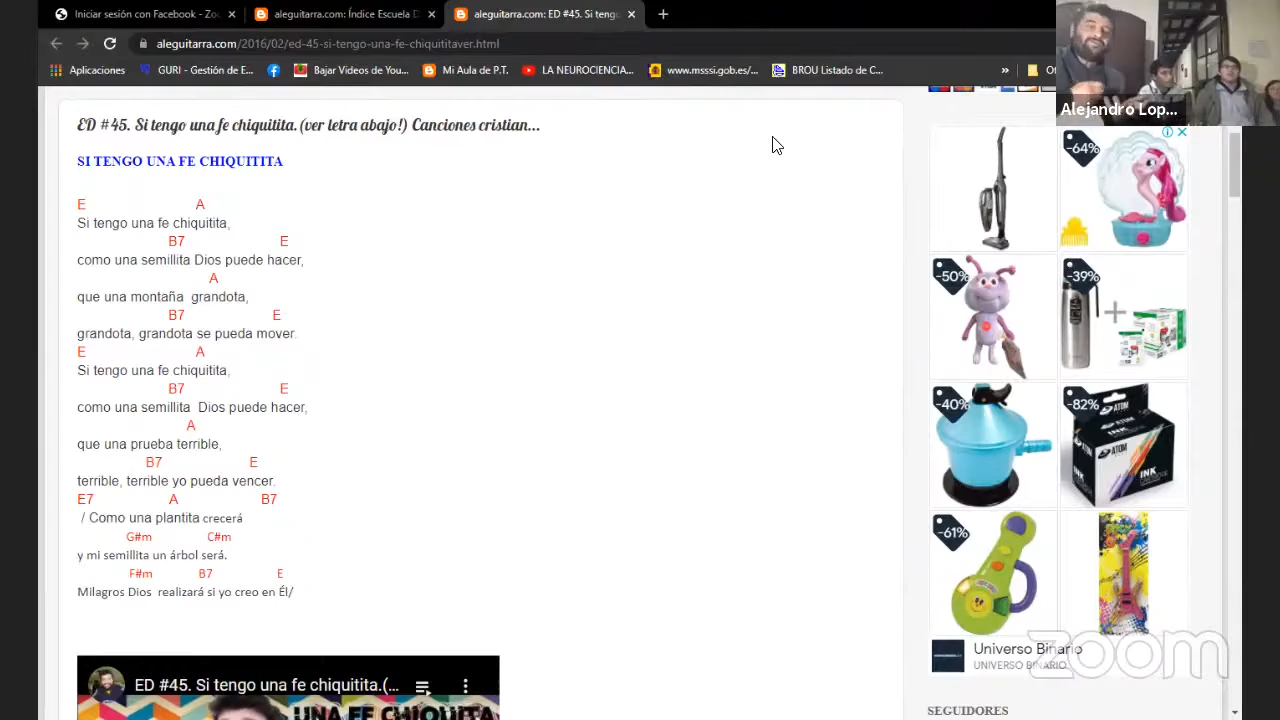 Iniciar sesión con Facebook - Zoo
aleguitarra.com: Índice Escuela D
aleguitarra.com: ED #45. Si tengo
aleguitarra.com/2016/02/ed-45-si-tengo-una-fe-chiquititaver.html
Aplicaciones
GURI - Gestión de E...
Bajar Videos de You...
Mi Aula de P.T.
LA NEUROCIENCIA...
www.msssi.gob.es/...
BROU Listado de C...
»
Alejandro Lop...
ED #45. Si tengo una fe chiquitita.(ver letra abajo!) Canciones cristian...
SI TENGO UNA FE CHIQUITITA
E A
Si tengo una fe chiquitita,
B7 E
como una semillita Dios puede hacer,
A
que una montaña grandota,
B7 E
grandota, grandota se pueda mover.
E A
Si tengo una fe chiquitita,
B7 E
como una semillita Dios puede hacer,
A
que una prueba terrible,
B7 E
terrible, terrible yo pueda vencer.
E7 A B7
/ Como una plantita crecerá
G#m C#m
y mi semillita un árbol será.
F#m B7 E
Milagros Dios realizará si yo creo en Él/
ED #45. Si tengo una fe chiquitita.(...
UNA FE CHIQUITA
-64%
-50%
-39%
-40%
-82%
ATOM
ATOM
INK
INK
-61%
Universo Binario
UNIVERSO BINARIO
zoom
SEGUIDORES